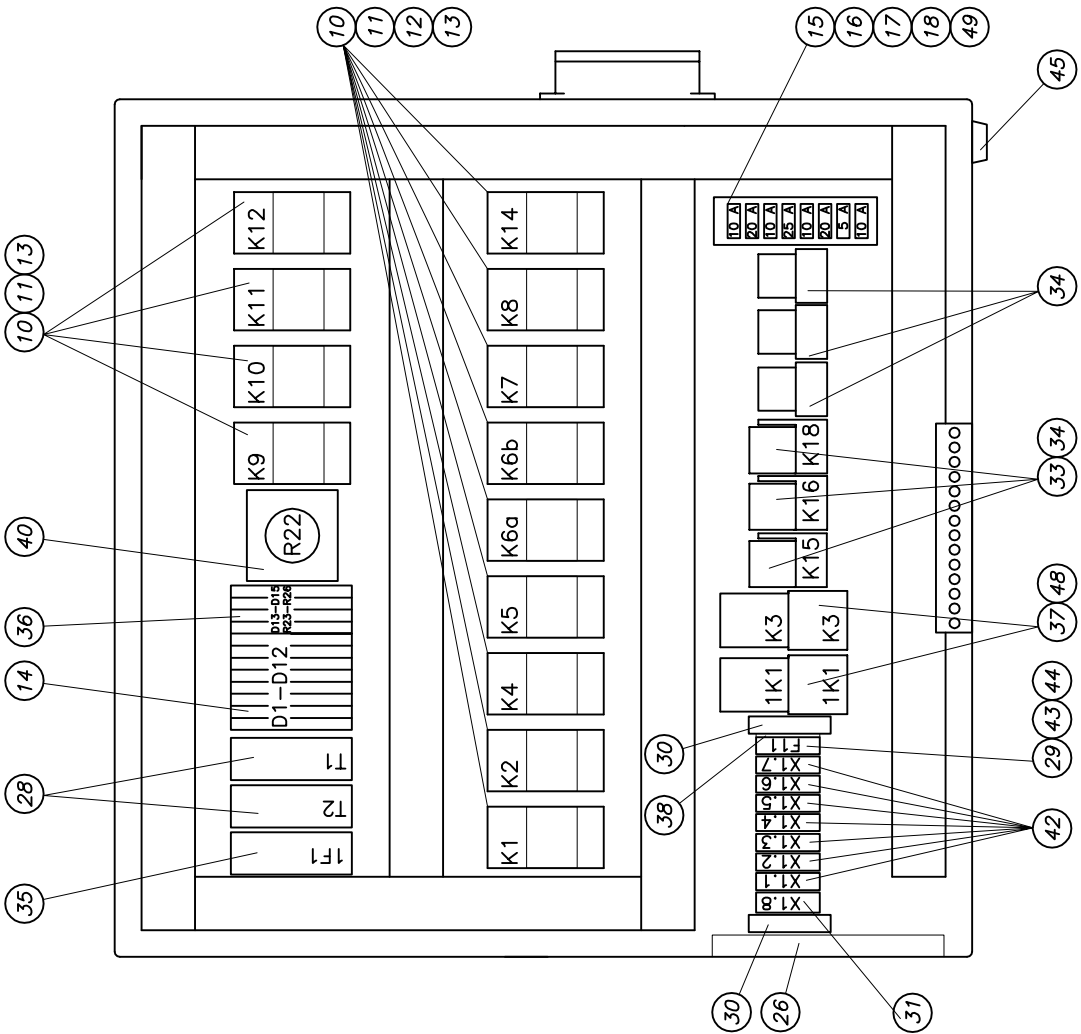 10 11 12 13
15 16 17 18 49
45
10 11 13
K12
K11
K10
K9
K14
K8
K7
K6b
K6a
K5
K4
K2
K1
10 A
20 A
10 A
25 A
10 A
20 A
5 A
10 A
34
33 34
K18
K16
K15
40
R22
36
D13-D15
R23-R26
14
D1-D12
28
T1
T2
35
1F1
K3
K3
1K1
1K1
37 48
29 43 44
30
38
F11
X1.7
X1.6
X1.5
X1.4
X1.3
X1.2
X1.1
X1.8
42
30
26
31